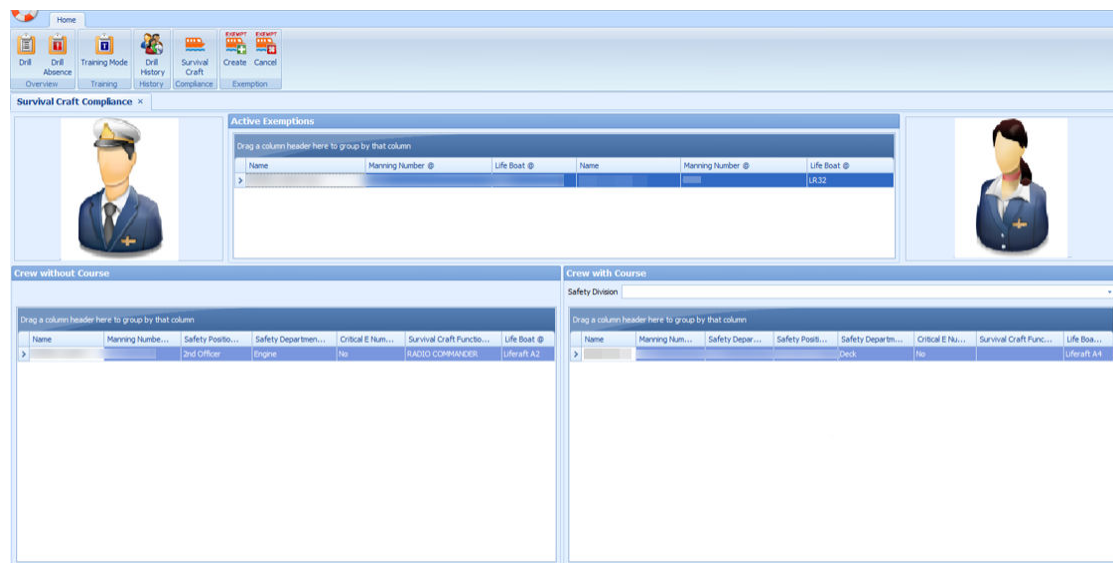 Home
EXEMPT EXEMPT
Drill Drill Absence Training Mode Drill History Survival Craft Create Cancel
Overview Training History Compliance Exemption
Survival Craft Compliance ×
Active Exemptions
Drag a column header here to group by that column
Name Manning Number @ Life Boat @ Name Manning Number @ Life Boat @
LR32
Crew without Course
Drag a column header here to group by that column
Name Manning Numbe... Safety Positio... Safety Departmen... Critical E Num... Survival Craft Functio... Life Boat @
2nd Officer Engine No RADIO COMMANDER Liferaft A2
Crew with Course
Safety Division
Drag a column header here to group by that column
Name Manning Num... Safety Depar... Safety Positi... Safety Departm... Critical E Nu... Survival Craft Func... Life Boa...
Deck No Liferaft A4